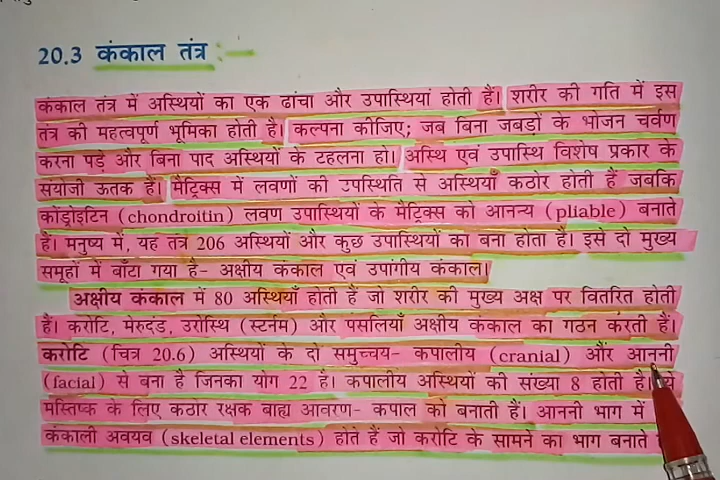 20.3 कंकाल तंत्र :—
कंकाल तंत्र में अस्थियों का एक ढांचा और उपास्थियां होती हैं। शरीर की गति में इस
तंत्र की महत्वपूर्ण भूमिका होती है। कल्पना कीजिए; जब बिना जबड़ों के भोजन चर्वण
करना पड़े और बिना पाद अस्थियों के टहलना हो। अस्थि एवं उपास्थि विशेष प्रकार के
संयोजी ऊतक हैं। मैट्रिक्स में लवणों की उपस्थिति से अस्थियाँ कठोर होती हैं जबकि
कोंड्रोइटिन (chondroitin) लवण उपास्थियों के मैट्रिक्स को आनन्य (pliable) बनाते
हैं। मनुष्य में, यह तंत्र 206 अस्थियों और कुछ उपास्थियों का बना होता है। इसे दो मुख्य
समूहों में बाँटा गया है- अक्षीय कंकाल एवं उपांगीय कंकाल।
अक्षीय कंकाल में 80 अस्थियाँ होती हैं जो शरीर की मुख्य अक्ष पर वितरित होती
हैं। करोटि, मेरुदंड, उरोस्थि (स्टर्नम) और पसलियाँ अक्षीय कंकाल का गठन करती हैं।
करोटि (चित्र 20.6) अस्थियों के दो समुच्चय- कपालीय (cranial) और आननी
(facial) से बना है जिनका योग 22 है। कपालीय अस्थियों की संख्या 8 होती है।
मस्तिष्क के लिए कठोर रक्षक बाह्य आवरण- कपाल को बनाती हैं। आननी भाग में
कंकाली अवयव (skeletal elements) होते हैं जो करोटि के सामने का भाग बनाते